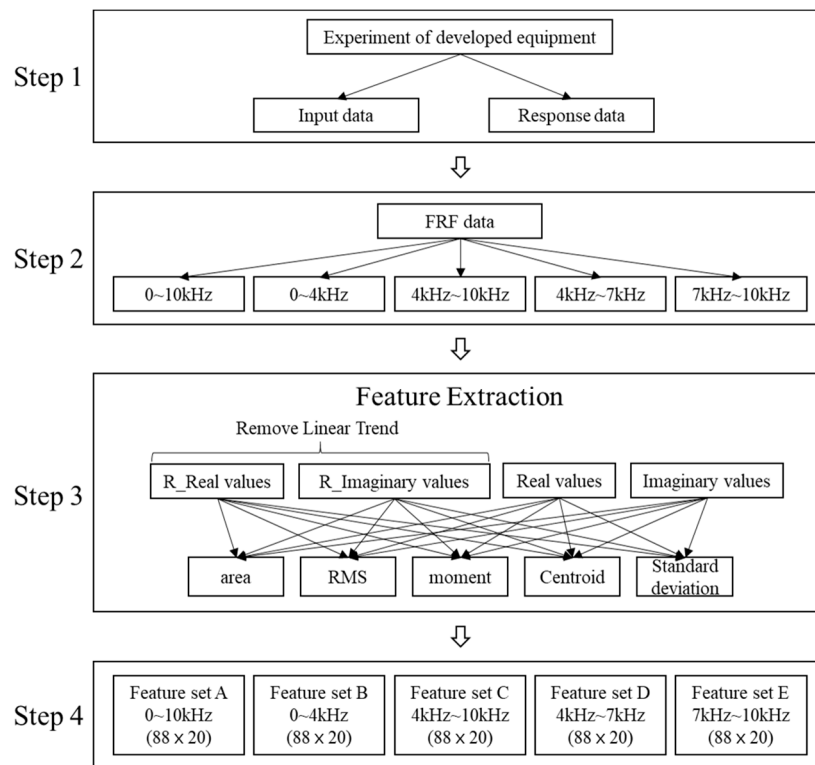 Step 1
Experiment of developed equipment
Input data
Response data
Step 2
FRF data
0~10kHz
0~4kHz
4kHz~10kHz
4kHz~7kHz
7kHz~10kHz
Step 3
Feature Extraction
Remove Linear Trend
R_Real values
R_Imaginary values
Real values
Imaginary values
area
RMS
moment
Centroid
Standard
deviation
Step 4
Feature set A
0~10kHz
(88 x 20)
Feature set B
0~4kHz
(88 x 20)
Feature set C
4kHz~10kHz
(88 x 20)
Feature set D
4kHz~7kHz
(88 x 20)
Feature set E
7kHz~10kHz
(88 x 20)